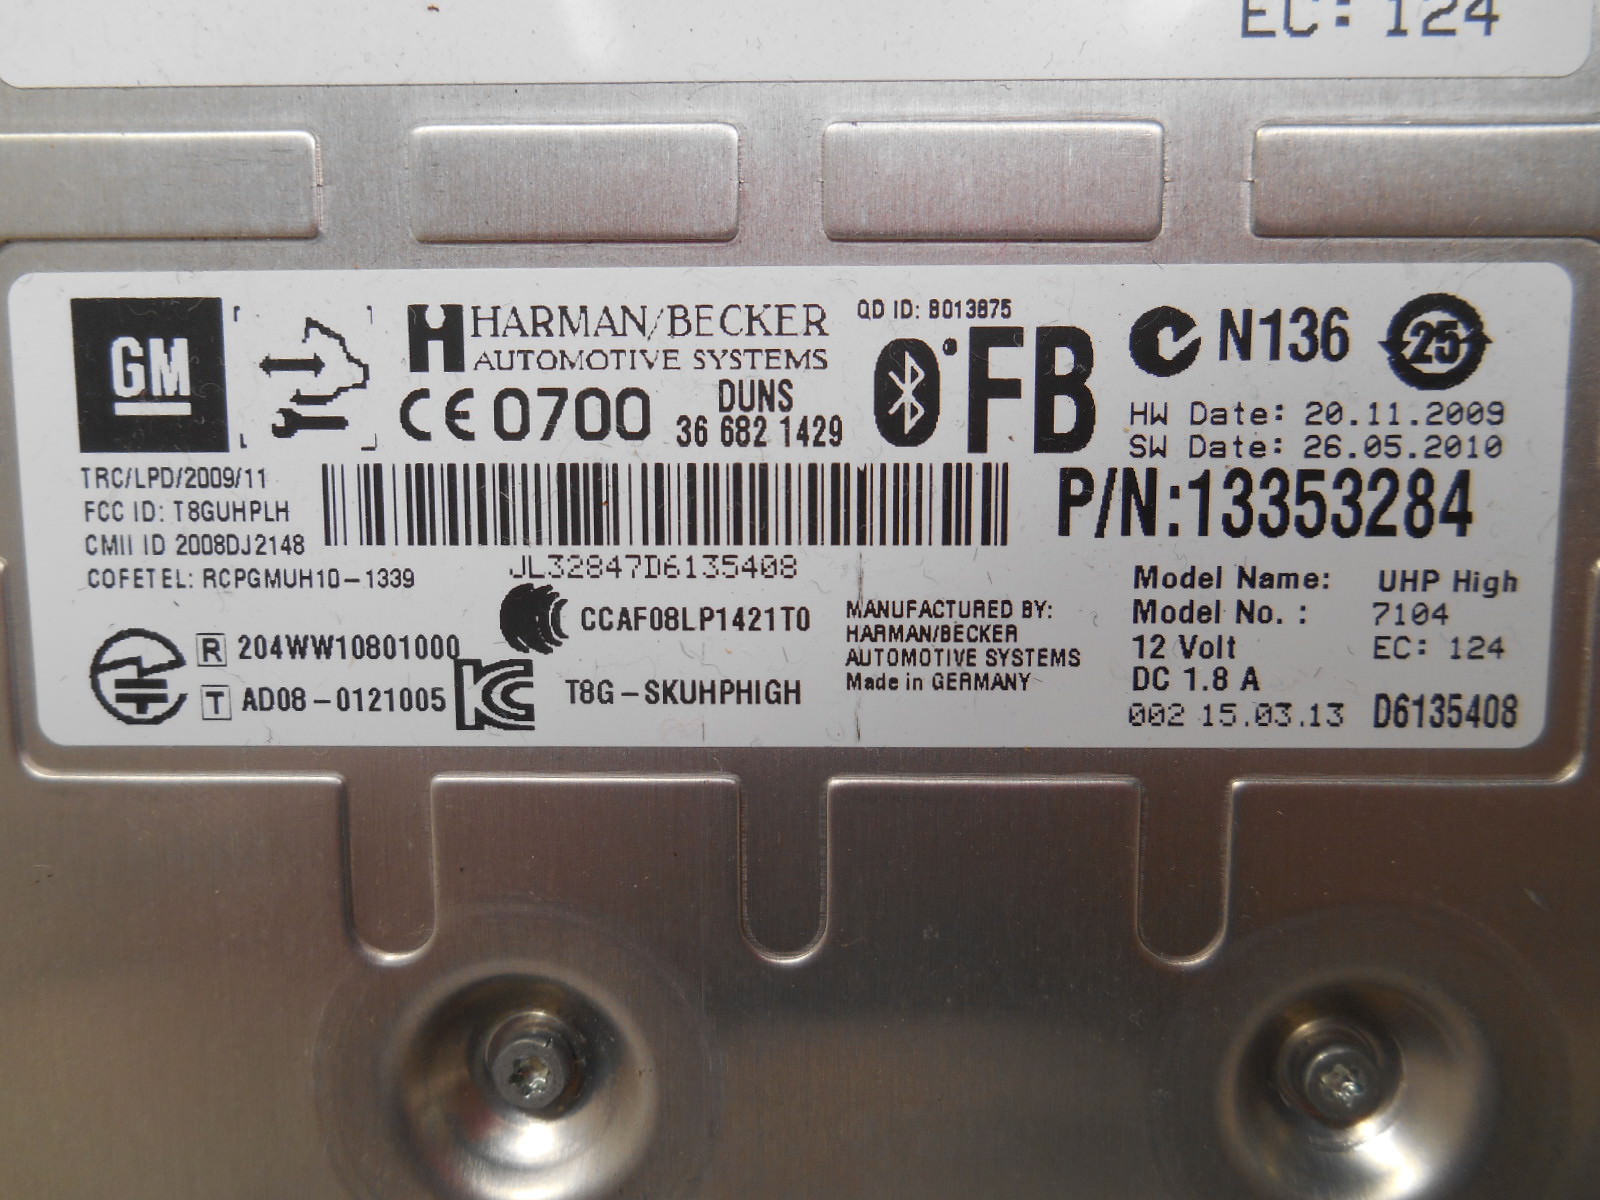 EC: 124
GM
HARMAN/BECKER
AUTOMOTIVE SYSTEMS
CE 0700
DUNS
36 682 1429
QD ID: B013875
FB
N136
25
HW Date: 20.11.2009
SW Date: 26.05.2010
P/N:13353284
TRC/LPD/2009/11
FCC ID: T8GUHPLH
CMII ID 2008DJ2148
COFETEL: RCPGMUH10-1339
JL32847D6135408
R 204WW10801000
T AD08-0121005
CCAF08LP1421T0
KC T8G-SKUHPHIGH
MANUFACTURED BY:
HARMAN/BECKER
AUTOMOTIVE SYSTEMS
Made in GERMANY
Model Name: UHP High
Model No. : 7104
12 Volt EC: 124
DC 1.8 A
002 15.03.13 D6135408